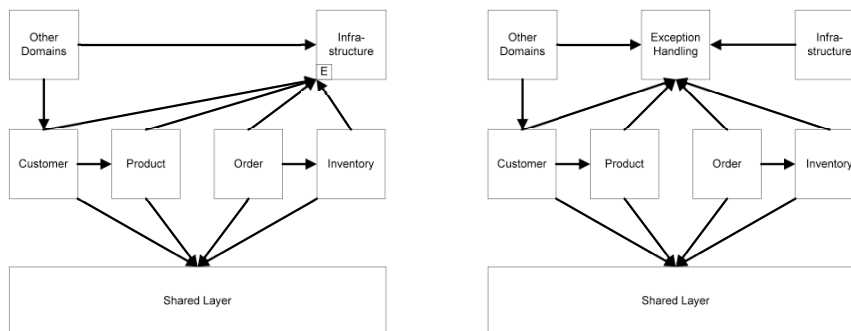 Other
Domains
Infra-
structure
E
Customer
Product
Order
Inventory
Shared Layer
Other
Domains
Exception
Handling
Infra-
structure
Customer
Product
Order
Inventory
Shared Layer